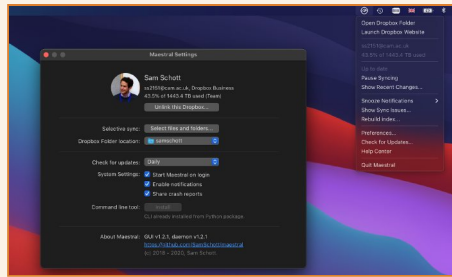 Open Dropbox Folder
Launch Dropbox Website
ss2151@cam.ac.uk
43.5% of 1443.4 TB used
Up to date
Pause Syncing
Show Recent Changes...
Snooze Notifications
Show Sync Issues...
Rebuild index...
Preferences...
Check for Updates...
Help Center
Quit Maestral
Maestral Settings
Sam Schott
ss2151@cam.ac.uk, Dropbox Business
43.5% of 1443.4 TB used (Team)
Unlink this Dropbox...
Selective sync: Select files and folders...
Dropbox Folder location: samschott
Check for updates: Daily
System Settings: Start Maestral on login
Enable notifications
Share crash reports
Command line tool: Install
CLI already installed from Python package
About Maestral: GUI v1.2.1, daemon v1.2.1
https://github.com/SamSchott/maestral
(c) 2018 - 2020, Sam Schott